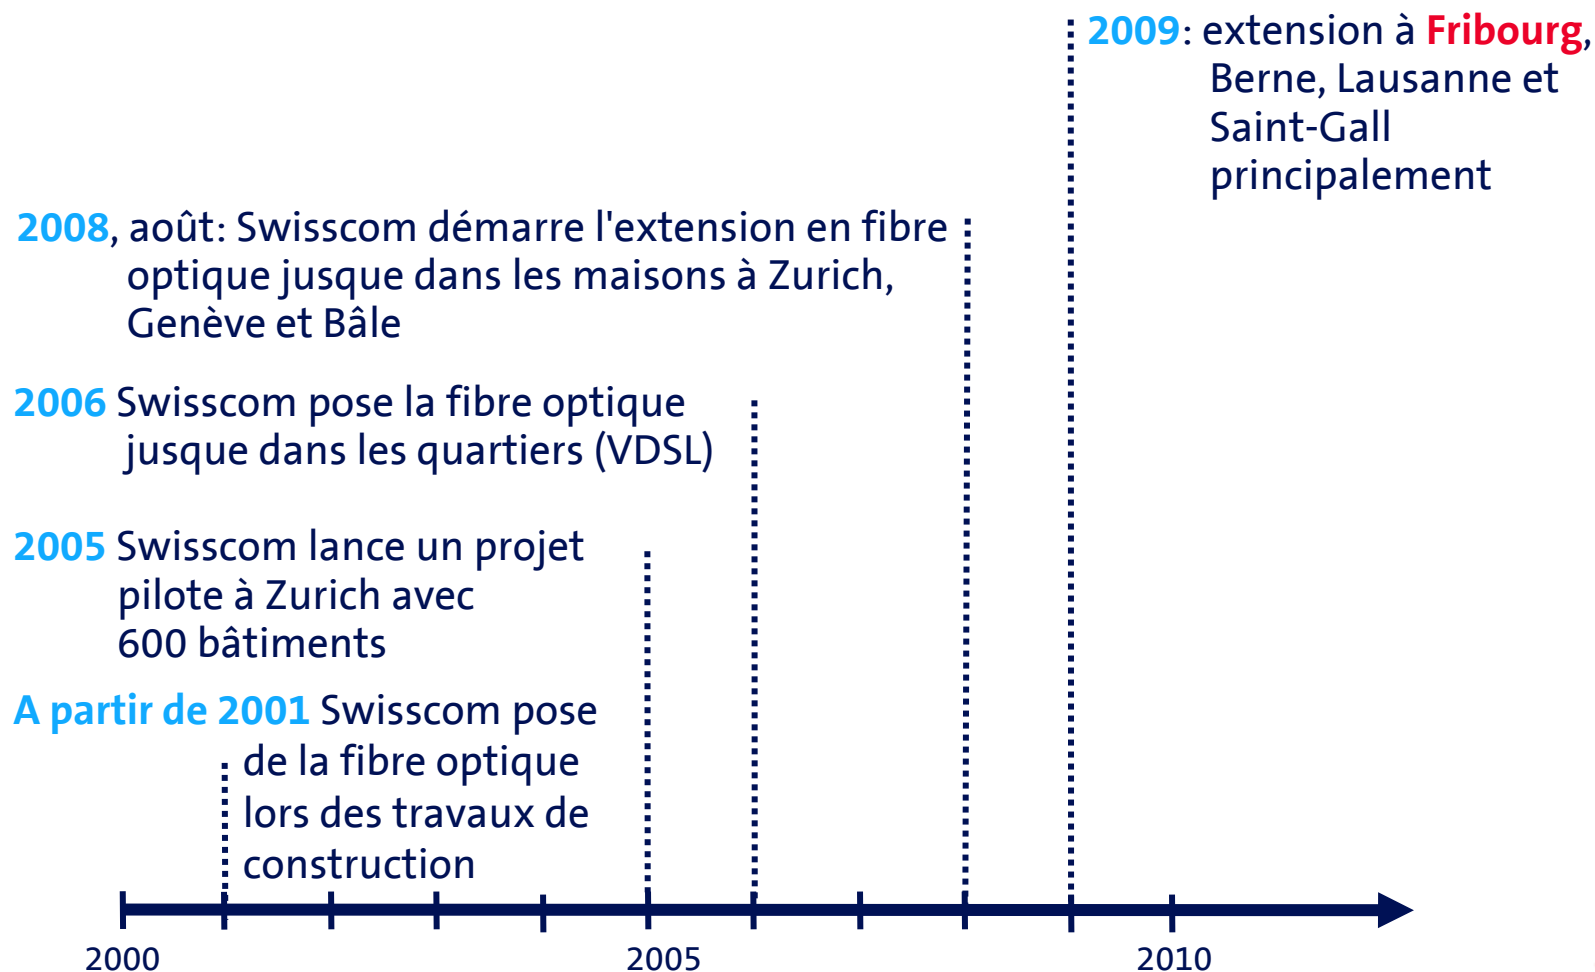 2009: extension à Fribourg,
Berne, Lausanne et
Saint-Gall
principalement
2008, août: Swisscom démarre l'extension en fibre
optique jusque dans les maisons à Zurich,
Genève et Bâle
2006 Swisscom pose la fibre optique
jusque dans les quartiers (VDSL)
2005 Swisscom lance un projet
pilote à Zurich avec
600 bâtiments
A partir de 2001 Swisscom pose
de la fibre optique
lors des travaux de
construction
2000
2005
2010